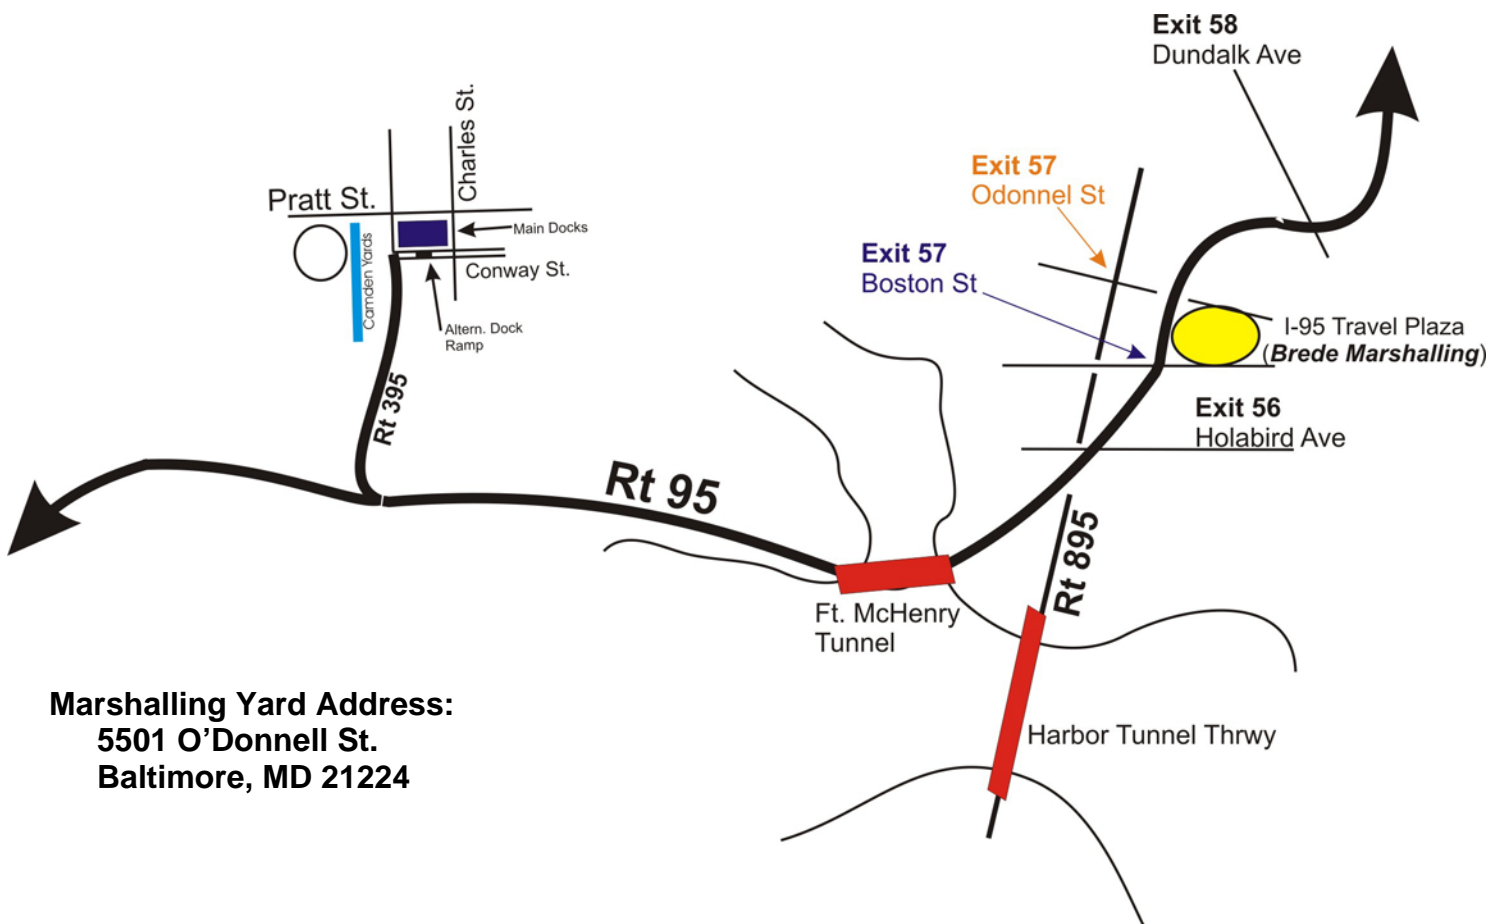 Exit 58
Dundalk Ave
Charles St.
Exit 57
Odonnel St
Pratt St.
Main Docks
Camden Yards
Conway St.
Exit 57
Boston St
Altern. Dock
Ramp
I-95 Travel Plaza
(Brede Marshalling)
Rt 395
Exit 56
Holabird Ave
Rt 95
Rt 895
Ft. McHenry
Tunnel
Marshalling Yard Address:
5501 O’Donnell St.
Baltimore, MD 21224
Harbor Tunnel Thrwy